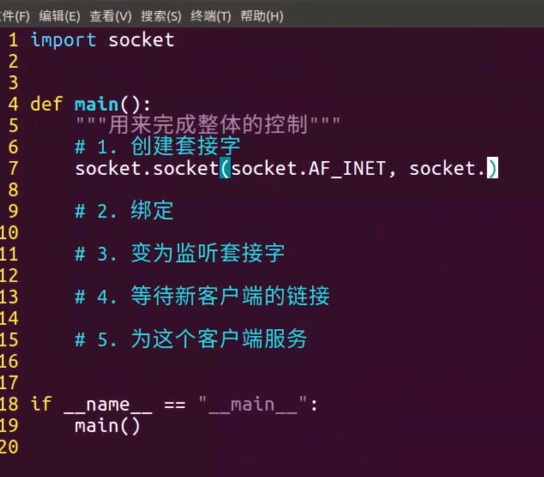 件(F) 编辑(E) 查看(V) 搜索(S) 终端(T) 帮助(H)
1 import socket
2
3
4 def main():
5     """用来完成整体的控制"""
6     # 1. 创建套接字
7     socket.socket(socket.AF_INET, socket.)
8
9     # 2. 绑定
10
11     # 3. 变为监听套接字
12
13     # 4. 等待新客户端的链接
14
15     # 5. 为这个客户端服务
16
17
18 if __name__ == "__main__":
19     main()
20